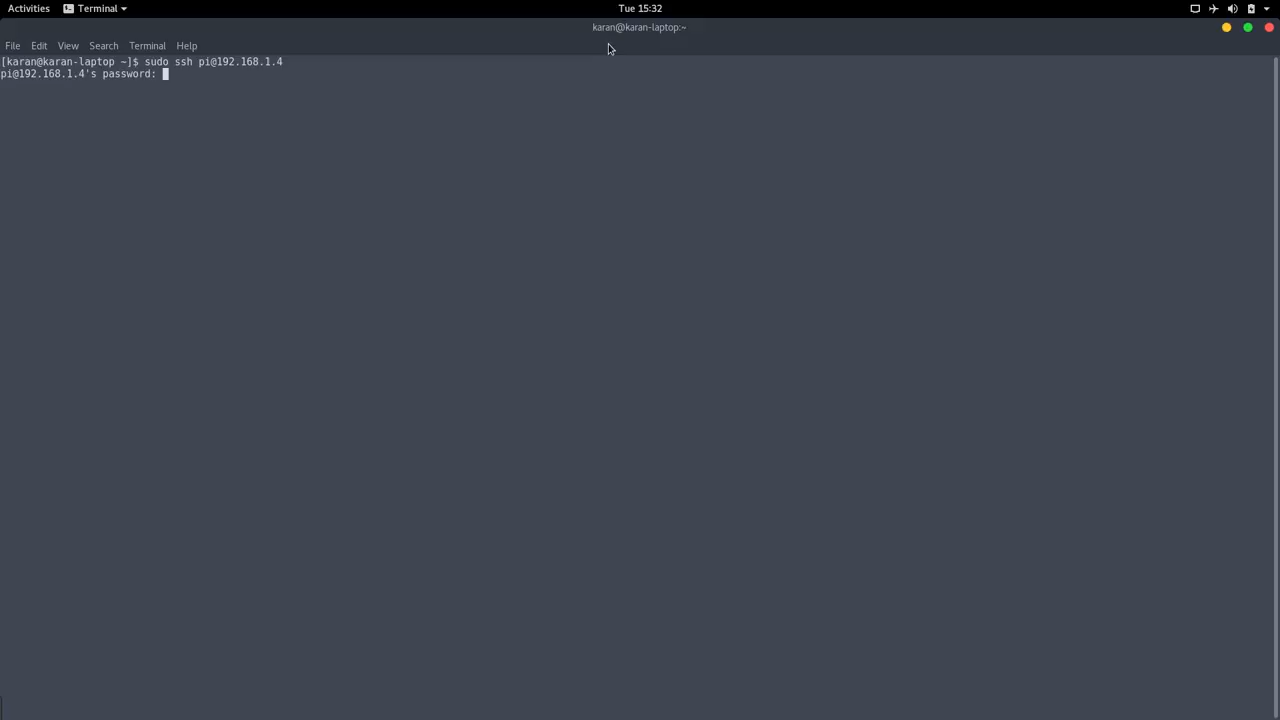 Activities Terminal Tue 15:32
karan@karan-laptop:~
File Edit View Search Terminal Help
[karan@karan-laptop ~]$ sudo ssh pi@192.168.1.4
pi@192.168.1.4's password: